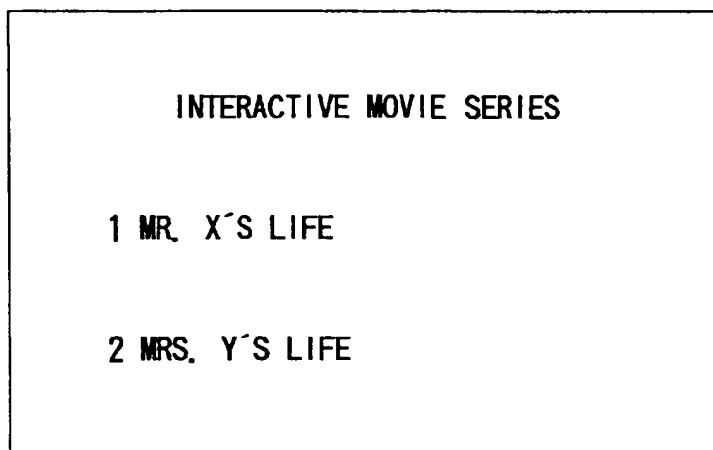 INTERACTIVE MOVIE SERIES
1 MR. X´S LIFE
2 MRS. Y´S LIFE